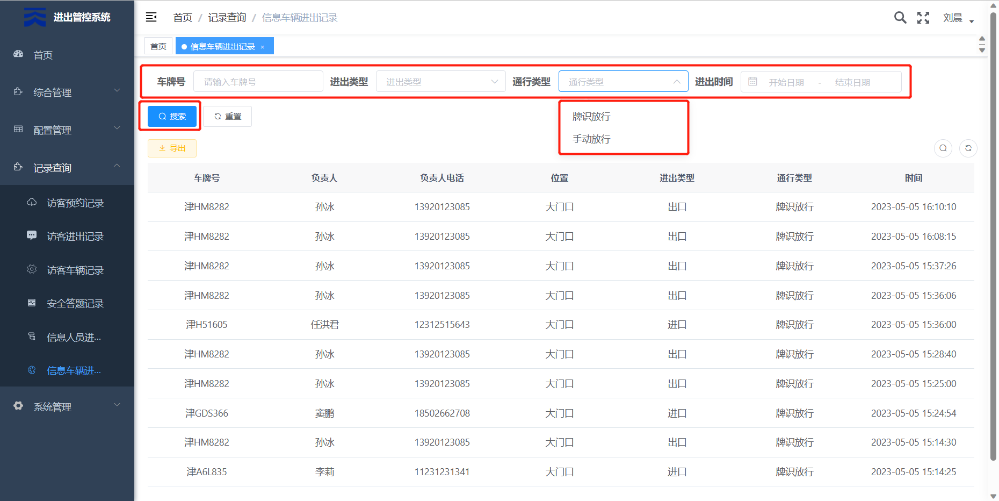 进出管控系统
首页 / 记录查询 / 信息车辆进出记录
刘晨
首页
信息车辆进出记录 ×
首页
综合管理
配置管理
记录查询
访客预约记录
访客进出记录
访客车辆记录
安全答题记录
信息人员进...
信息车辆进...
系统管理
车牌号 请输入车牌号 进出类型 进出类型 通行类型 通行类型 进出时间 开始日期 - 结束日期
搜索 重置
牌识放行
手动放行
导出
车牌号 负责人 负责人电话 位置 进出类型 通行类型 时间
津HM8282 孙冰 13920123085 大门口 出口 牌识放行 2023-05-05 16:10:10
津HM8282 孙冰 13920123085 大门口 出口 牌识放行 2023-05-05 16:08:15
津HM8282 孙冰 13920123085 大门口 出口 牌识放行 2023-05-05 15:37:26
津HM8282 孙冰 13920123085 大门口 出口 牌识放行 2023-05-05 15:36:06
津H51605 任洪君 12312515643 大门口 进口 牌识放行 2023-05-05 15:36:00
津HM8282 孙冰 13920123085 大门口 出口 牌识放行 2023-05-05 15:28:40
津HM8282 孙冰 13920123085 大门口 出口 牌识放行 2023-05-05 15:25:00
津GDS366 窦鹏 18502662708 大门口 进口 牌识放行 2023-05-05 15:24:54
津HM8282 孙冰 13920123085 大门口 出口 牌识放行 2023-05-05 15:14:30
津A6L835 李莉 11231231341 大门口 进口 牌识放行 2023-05-05 15:14:25